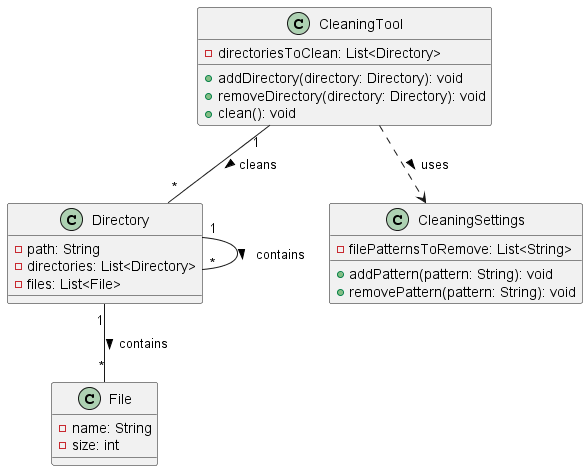 C CleaningTool
directoriesToClean: List<Directory>
addDirectory(directory: Directory): void
removeDirectory(directory: Directory): void
clean(): void
1
cleans
uses
*
C Directory
path: String
directories: List<Directory>
files: List<File>
1
contains
*
C CleaningSettings
filePatternsToRemove: List<String>
addPattern(pattern: String): void
removePattern(pattern: String): void
1
contains
*
C File
name: String
size: int